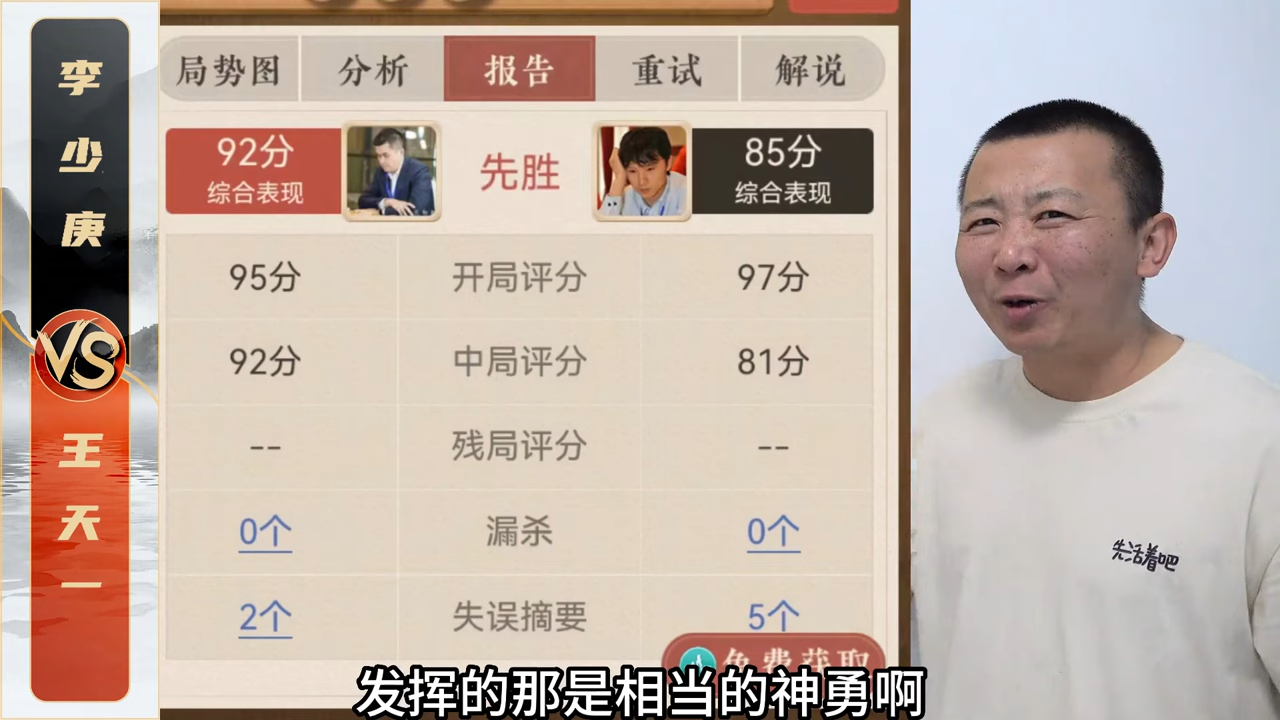 李少庚
VS
王天一
局势图 分析 报告 重试 解说
92分 综合表现
先胜
85分 综合表现
95分 开局评分 97分
92分 中局评分 81分
-- 残局评分 --
0个 漏杀 0个
2个 失误摘要 5个
免费获取
先活着吧
发挥的那是相当的神勇啊